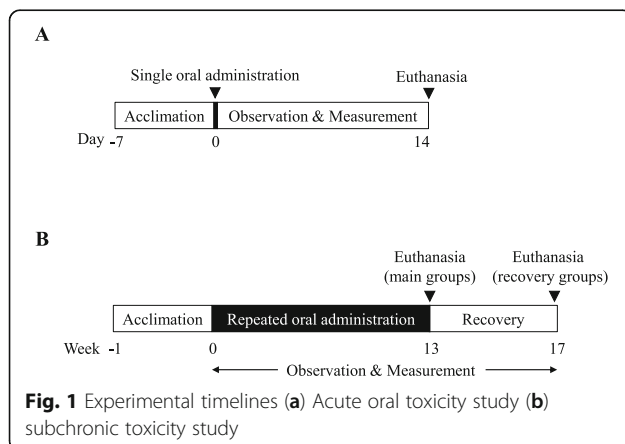 A
Single oral administration
Euthanasia
Acclimation
Observation & Measurement
Day
-7
0
14
B
Euthanasia
(main groups)
Euthanasia
(recovery groups)
Acclimation
Repeated oral administration
Recovery
Week
-1
0
13
17
Observation & Measurement
Fig. 1 Experimental timelines (a) Acute oral toxicity study (b)
subchronic toxicity study